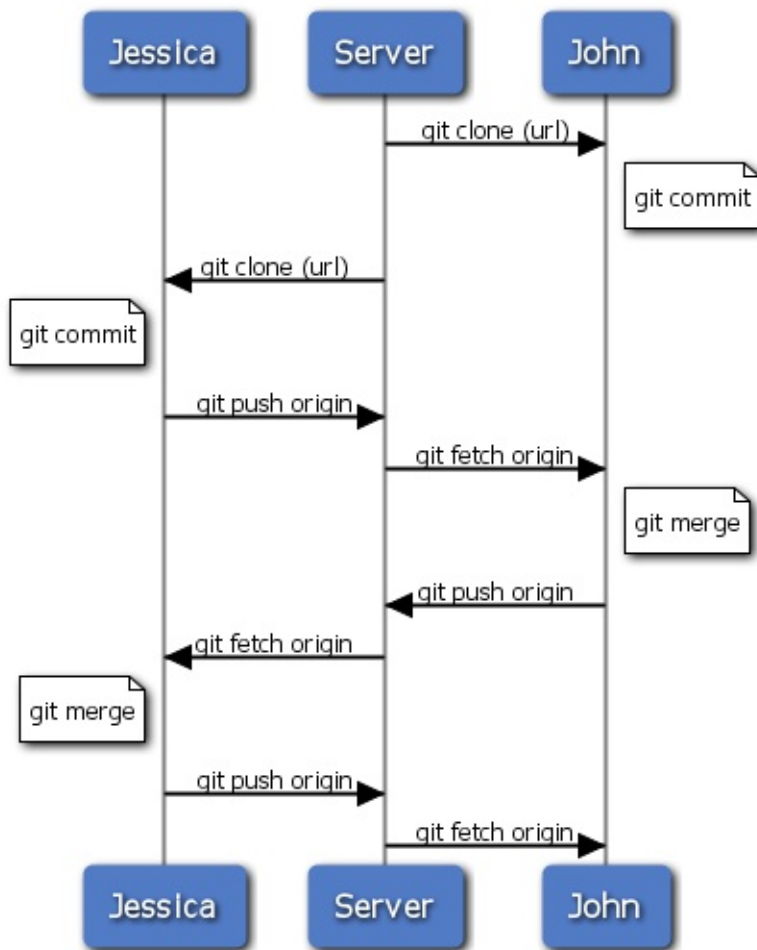 Jessica
Server
John
git clone (url)
git commit
git clone (url)
git commit
git push origin
git fetch origin
git merge
git push origin
git fetch origin
git merge
git push origin
git fetch origin
Jessica
Server
John